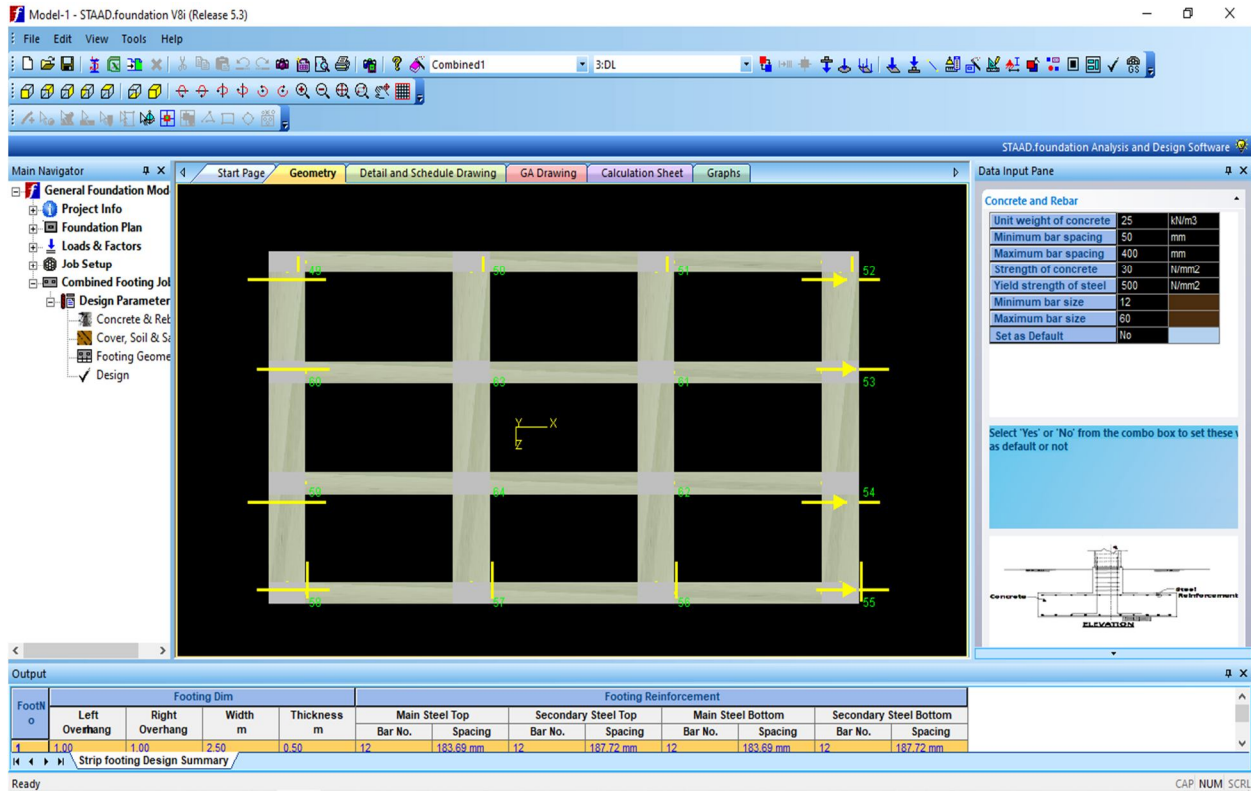 Model-1 - STAAD.foundation V8i (Release 5.3)
File Edit View Tools Help
Combined1 3:DL
STAAD.foundation Analysis and Design Software
Main Navigator
General Foundation Mod
Project Info
Foundation Plan
Loads & Factors
Job Setup
Combined Footing Jol
Design Parameter
Concrete & Reb
Cover, Soil & Sa
Footing Geome
Design
Start Page Geometry Detail and Schedule Drawing GA Drawing Calculation Sheet Graphs
49 50 51 52
60 63 61 53
Y X
Z
59 64 62 54
58 57 56 55
Data Input Pane
Concrete and Rebar
Unit weight of concrete 25 kN/m3
Minimum bar spacing 50 mm
Maximum bar spacing 400 mm
Strength of concrete 30 N/mm2
Yield strength of steel 500 N/mm2
Minimum bar size 12
Maximum bar size 60
Set as Default No
Select 'Yes' or 'No' from the combo box to set these v
as default or not
Concrete
Steel
Reinforcement
ELEVATION
Output
FootN
o
Footing Dim Footing Reinforcement
Left Overhang Right Overhang Width m Thickness m Main Steel Top Secondary Steel Top Main Steel Bottom Secondary Steel Bottom
Bar No. Spacing Bar No. Spacing Bar No. Spacing Bar No. Spacing
1 1.00 1.00 2.50 0.50 12 183.69 mm 12 187.72 mm 12 183.69 mm 12 187.72 mm
Strip footing Design Summary
Ready CAP NUM SCRL